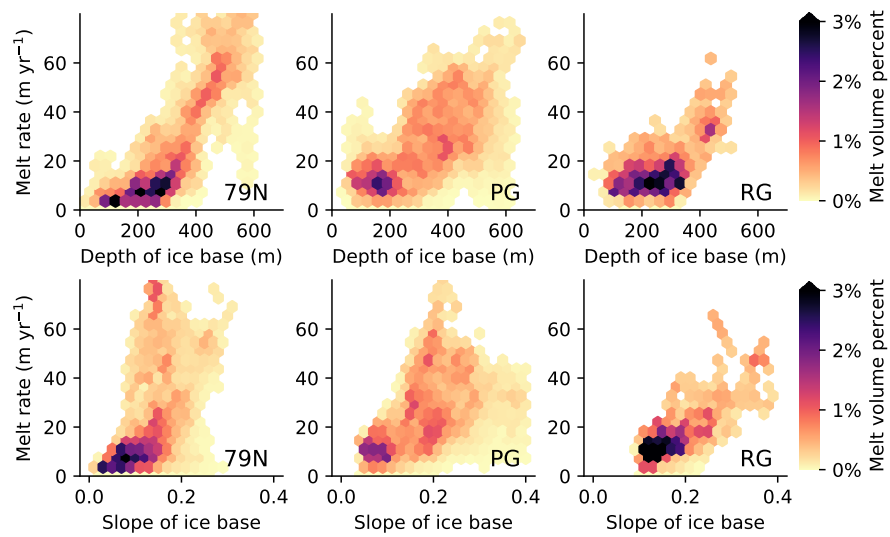 Melt rate (m yr⁻¹)
60
40
20
0
79N
PG
RG
0 200 400 600
0 200 400 600
0 200 400 600
Depth of ice base (m)
Depth of ice base (m)
Depth of ice base (m)
3%
2%
1%
0%
Melt volume percent
Melt rate (m yr⁻¹)
60
40
20
0
60
40
20
0
60
40
20
0
60
40
20
0
60
40
20
0
79N
PG
RG
0.0 0.2 0.4
0.0 0.2 0.4
0.0 0.2 0.4
Slope of ice base
Slope of ice base
Slope of ice base
3%
2%
1%
0%
Melt volume percent